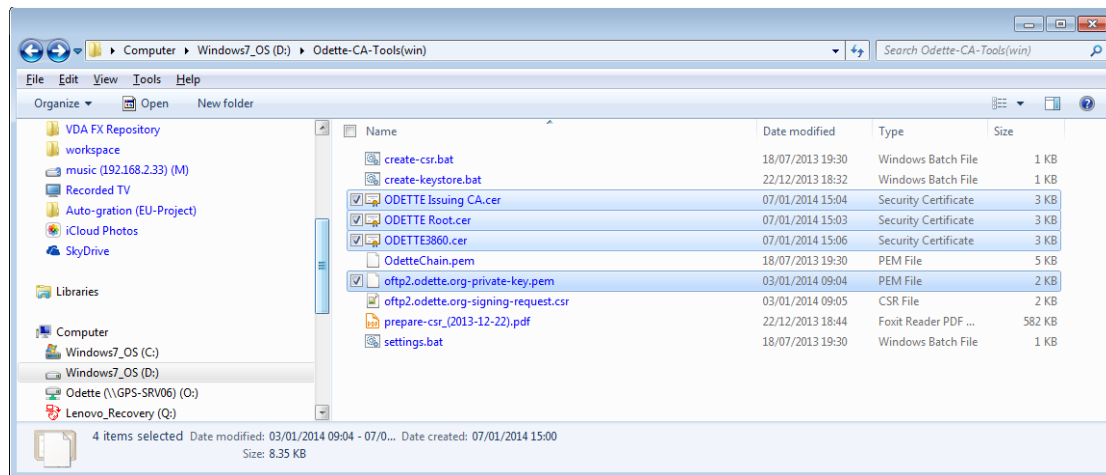 Computer Windows7_OS (D:) Odette-CA-Tools(win)
Search Odette-CA-Tools(win)
File Edit View Tools Help
Organize Open New folder
Name Date modified Type Size
VDA FX Repository
workspace
music (192.168.2.33) (M)
Recorded TV
Auto-gration (EU-Project)
iCloud Photos
SkyDrive
Libraries
Computer
Windows7_OS (C:)
Windows7_OS (D:)
Odette (\\GPS-SRV06) (O:)
Lenovo_Recovery (Q:)
create-csr.bat 18/07/2013 19:30 Windows Batch File 1 KB
create-keystore.bat 22/12/2013 18:32 Windows Batch File 1 KB
ODETTE Issuing CA.cer 07/01/2014 15:04 Security Certificate 3 KB
ODETTE Root.cer 07/01/2014 15:03 Security Certificate 3 KB
ODETTE3860.cer 07/01/2014 15:06 Security Certificate 3 KB
OdetteChain.pem 18/07/2013 19:30 PEM File 5 KB
oftp2.odette.org-private-key.pem 03/01/2014 09:04 PEM File 2 KB
oftp2.odette.org-signing-request.csr 03/01/2014 09:05 CSR File 2 KB
prepare-csr_(2013-12-22).pdf 22/12/2013 18:44 Foxit Reader PDF ... 582 KB
settings.bat 18/07/2013 19:30 Windows Batch File 1 KB
4 items selected Date modified: 03/01/2014 09:04 - 07/0... Date created: 07/01/2014 15:00
Size: 8.35 KB